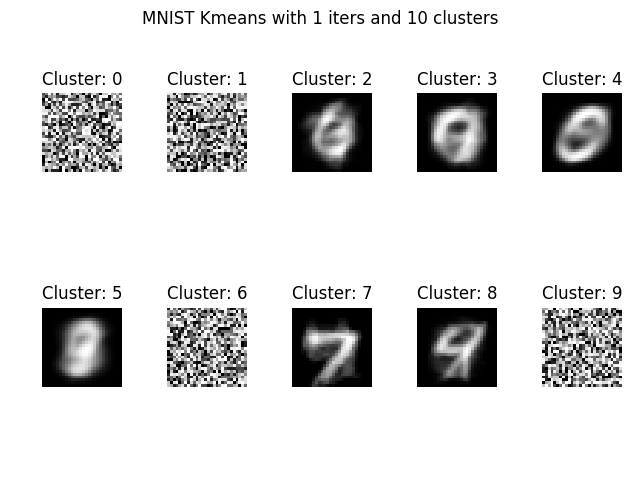 MNIST Kmeans with 1 iters and 10 clusters
Cluster: 0 Cluster: 1 Cluster: 2 Cluster: 3 Cluster: 4
Cluster: 5 Cluster: 6 Cluster: 7 Cluster: 8 Cluster: 9